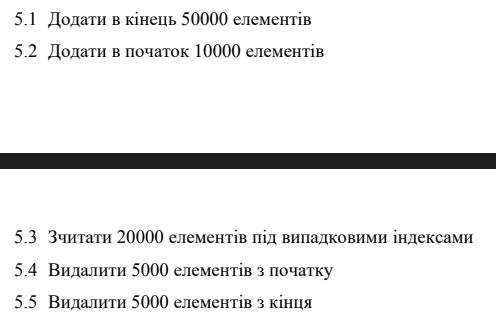 5.1 Додати в кінець 50000 елементів
5.2 Додати в початок 10000 елементів
5.3 Зчитати 20000 елементів під випадковими індексами
5.4 Видалити 5000 елементів з початку
5.5 Видалити 5000 елементів з кінця